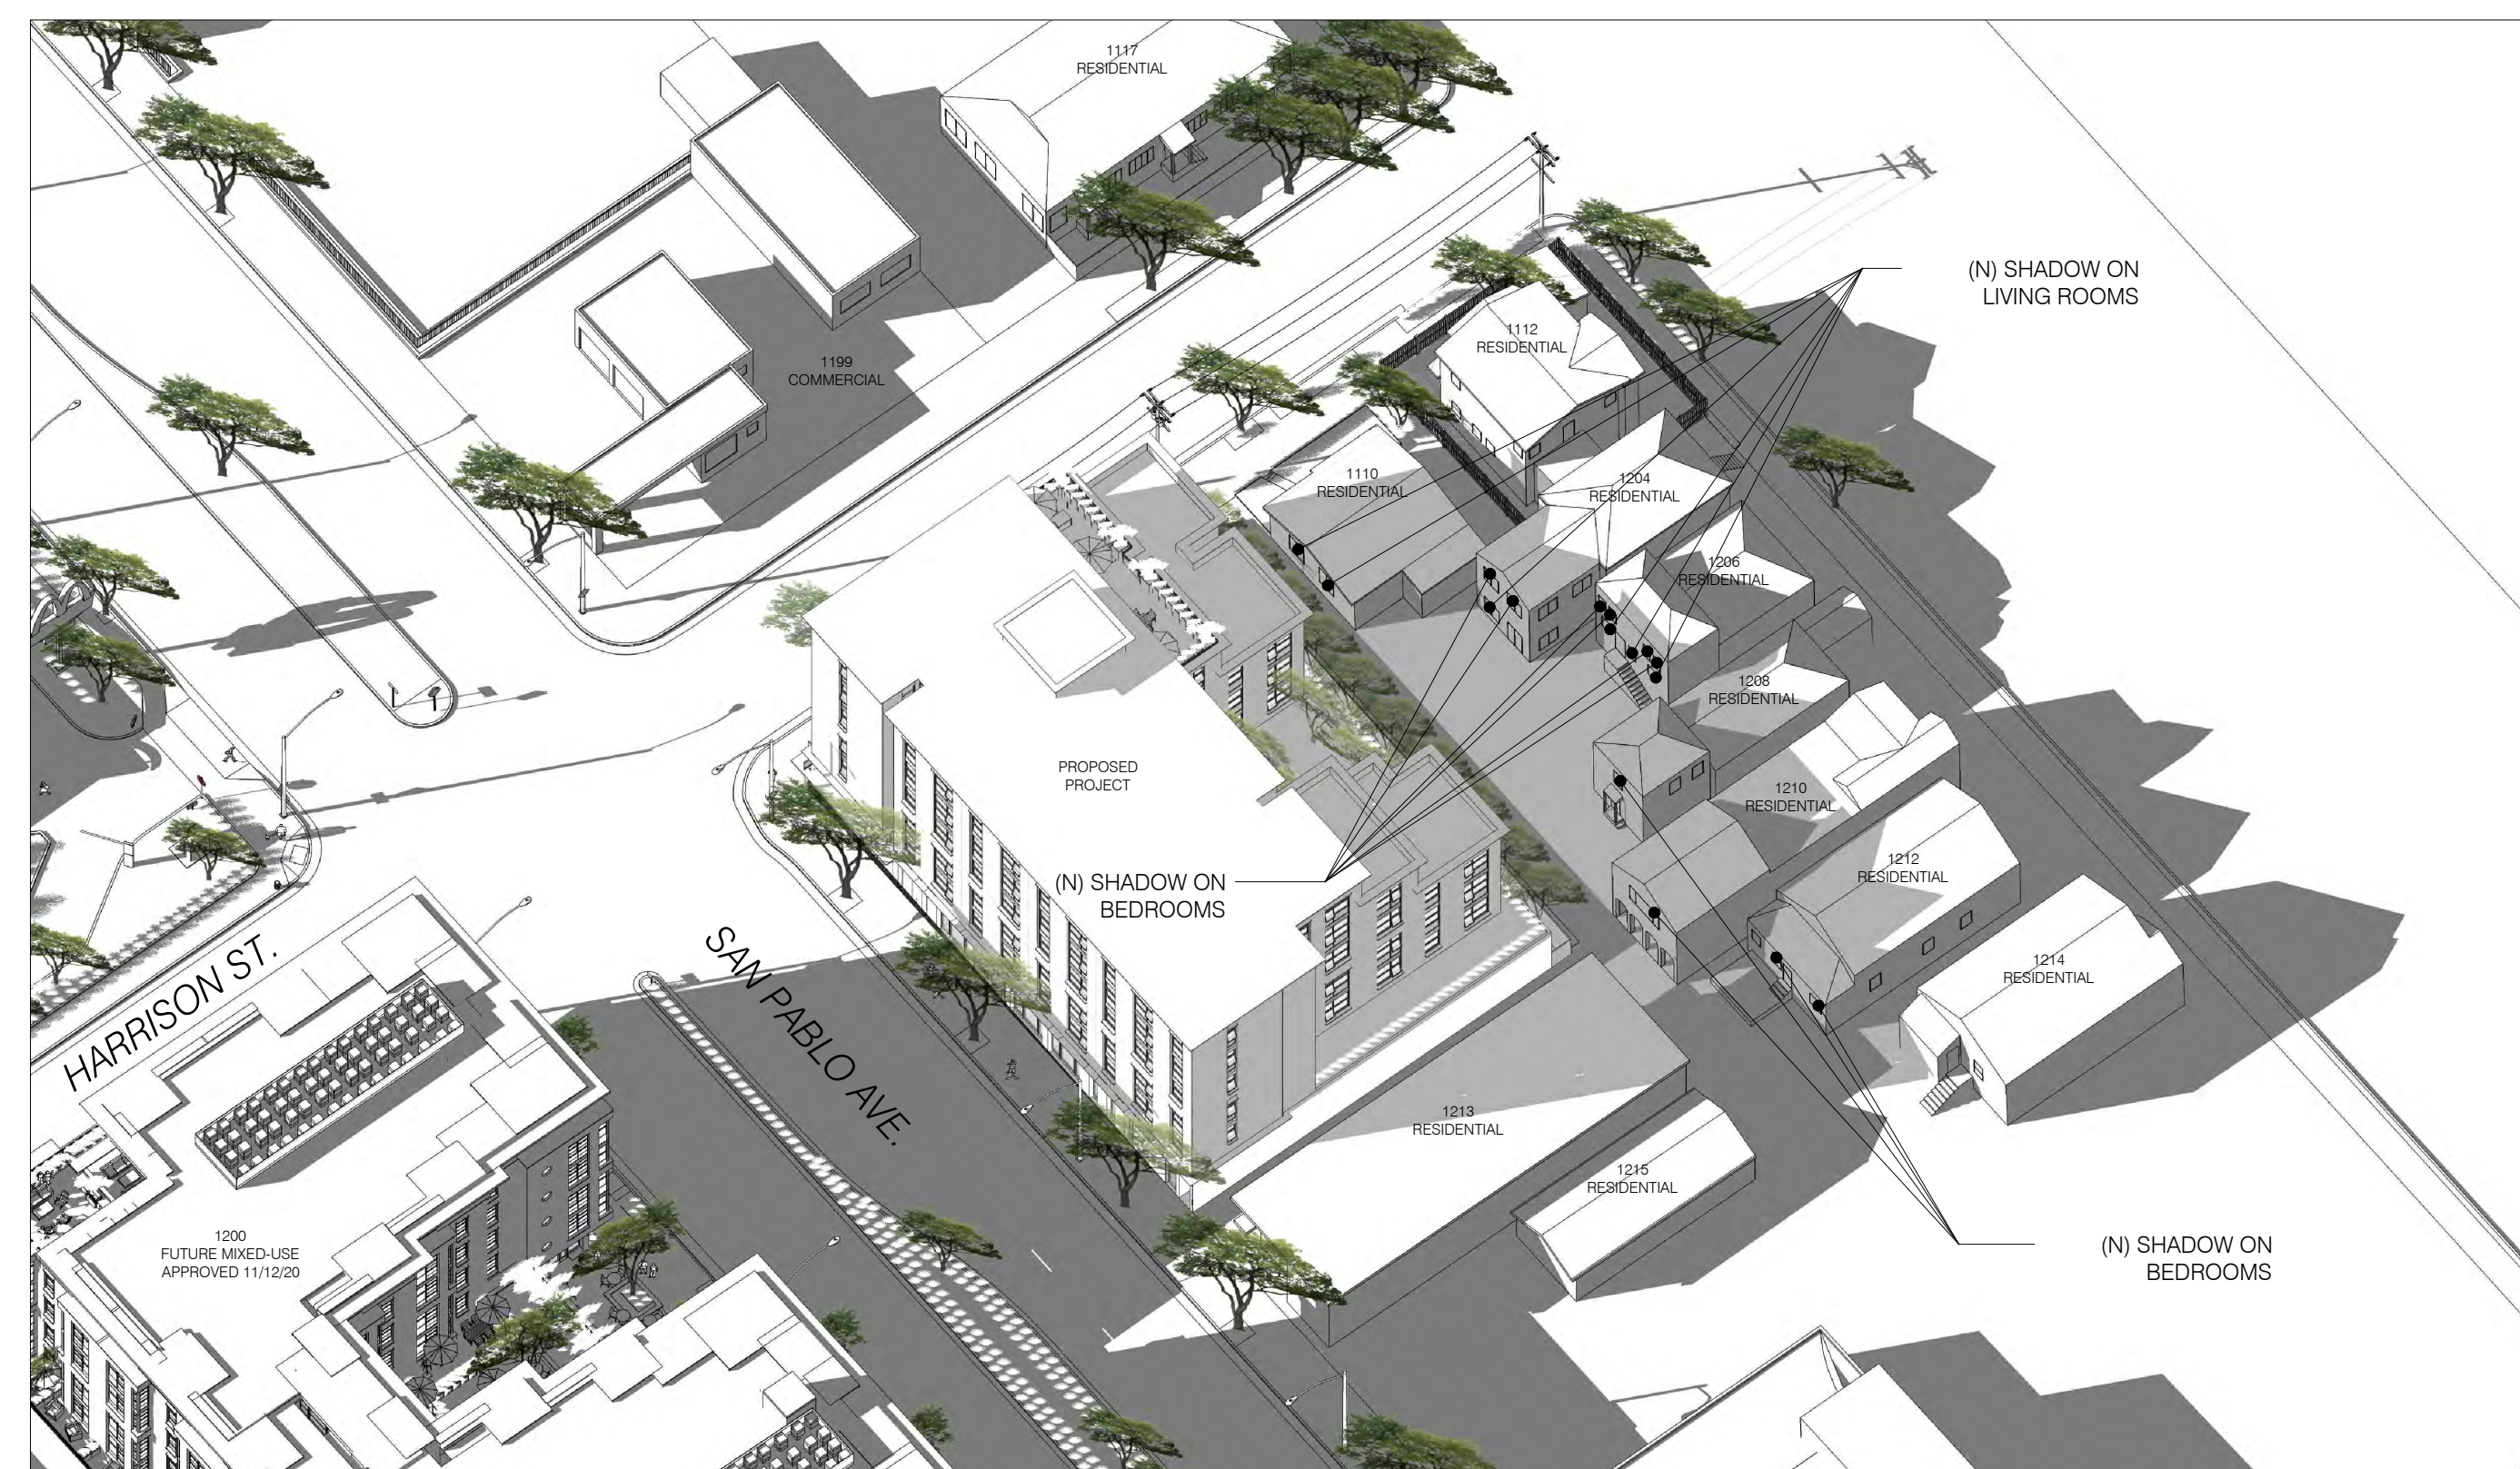 1117
RESIDENTIAL
(N) SHADOW ON
LIVING ROOMS
1112
RESIDENTIAL
1199
COMMERCIAL
1110
RESIDENTIAL
1204
RESIDENTIAL
1206
RESIDENTIAL
1208
RESIDENTIAL
PROPOSED
PROJECT
1210
RESIDENTIAL
1212
RESIDENTIAL
(N) SHADOW ON
BEDROOMS
HARRISON ST.
SAN PABLO AVE.
1214
RESIDENTIAL
1213
RESIDENTIAL
1215
RESIDENTIAL
1200
FUTURE MIXED-USE
APPROVED 11/12/20
(N) SHADOW ON
BEDROOMS